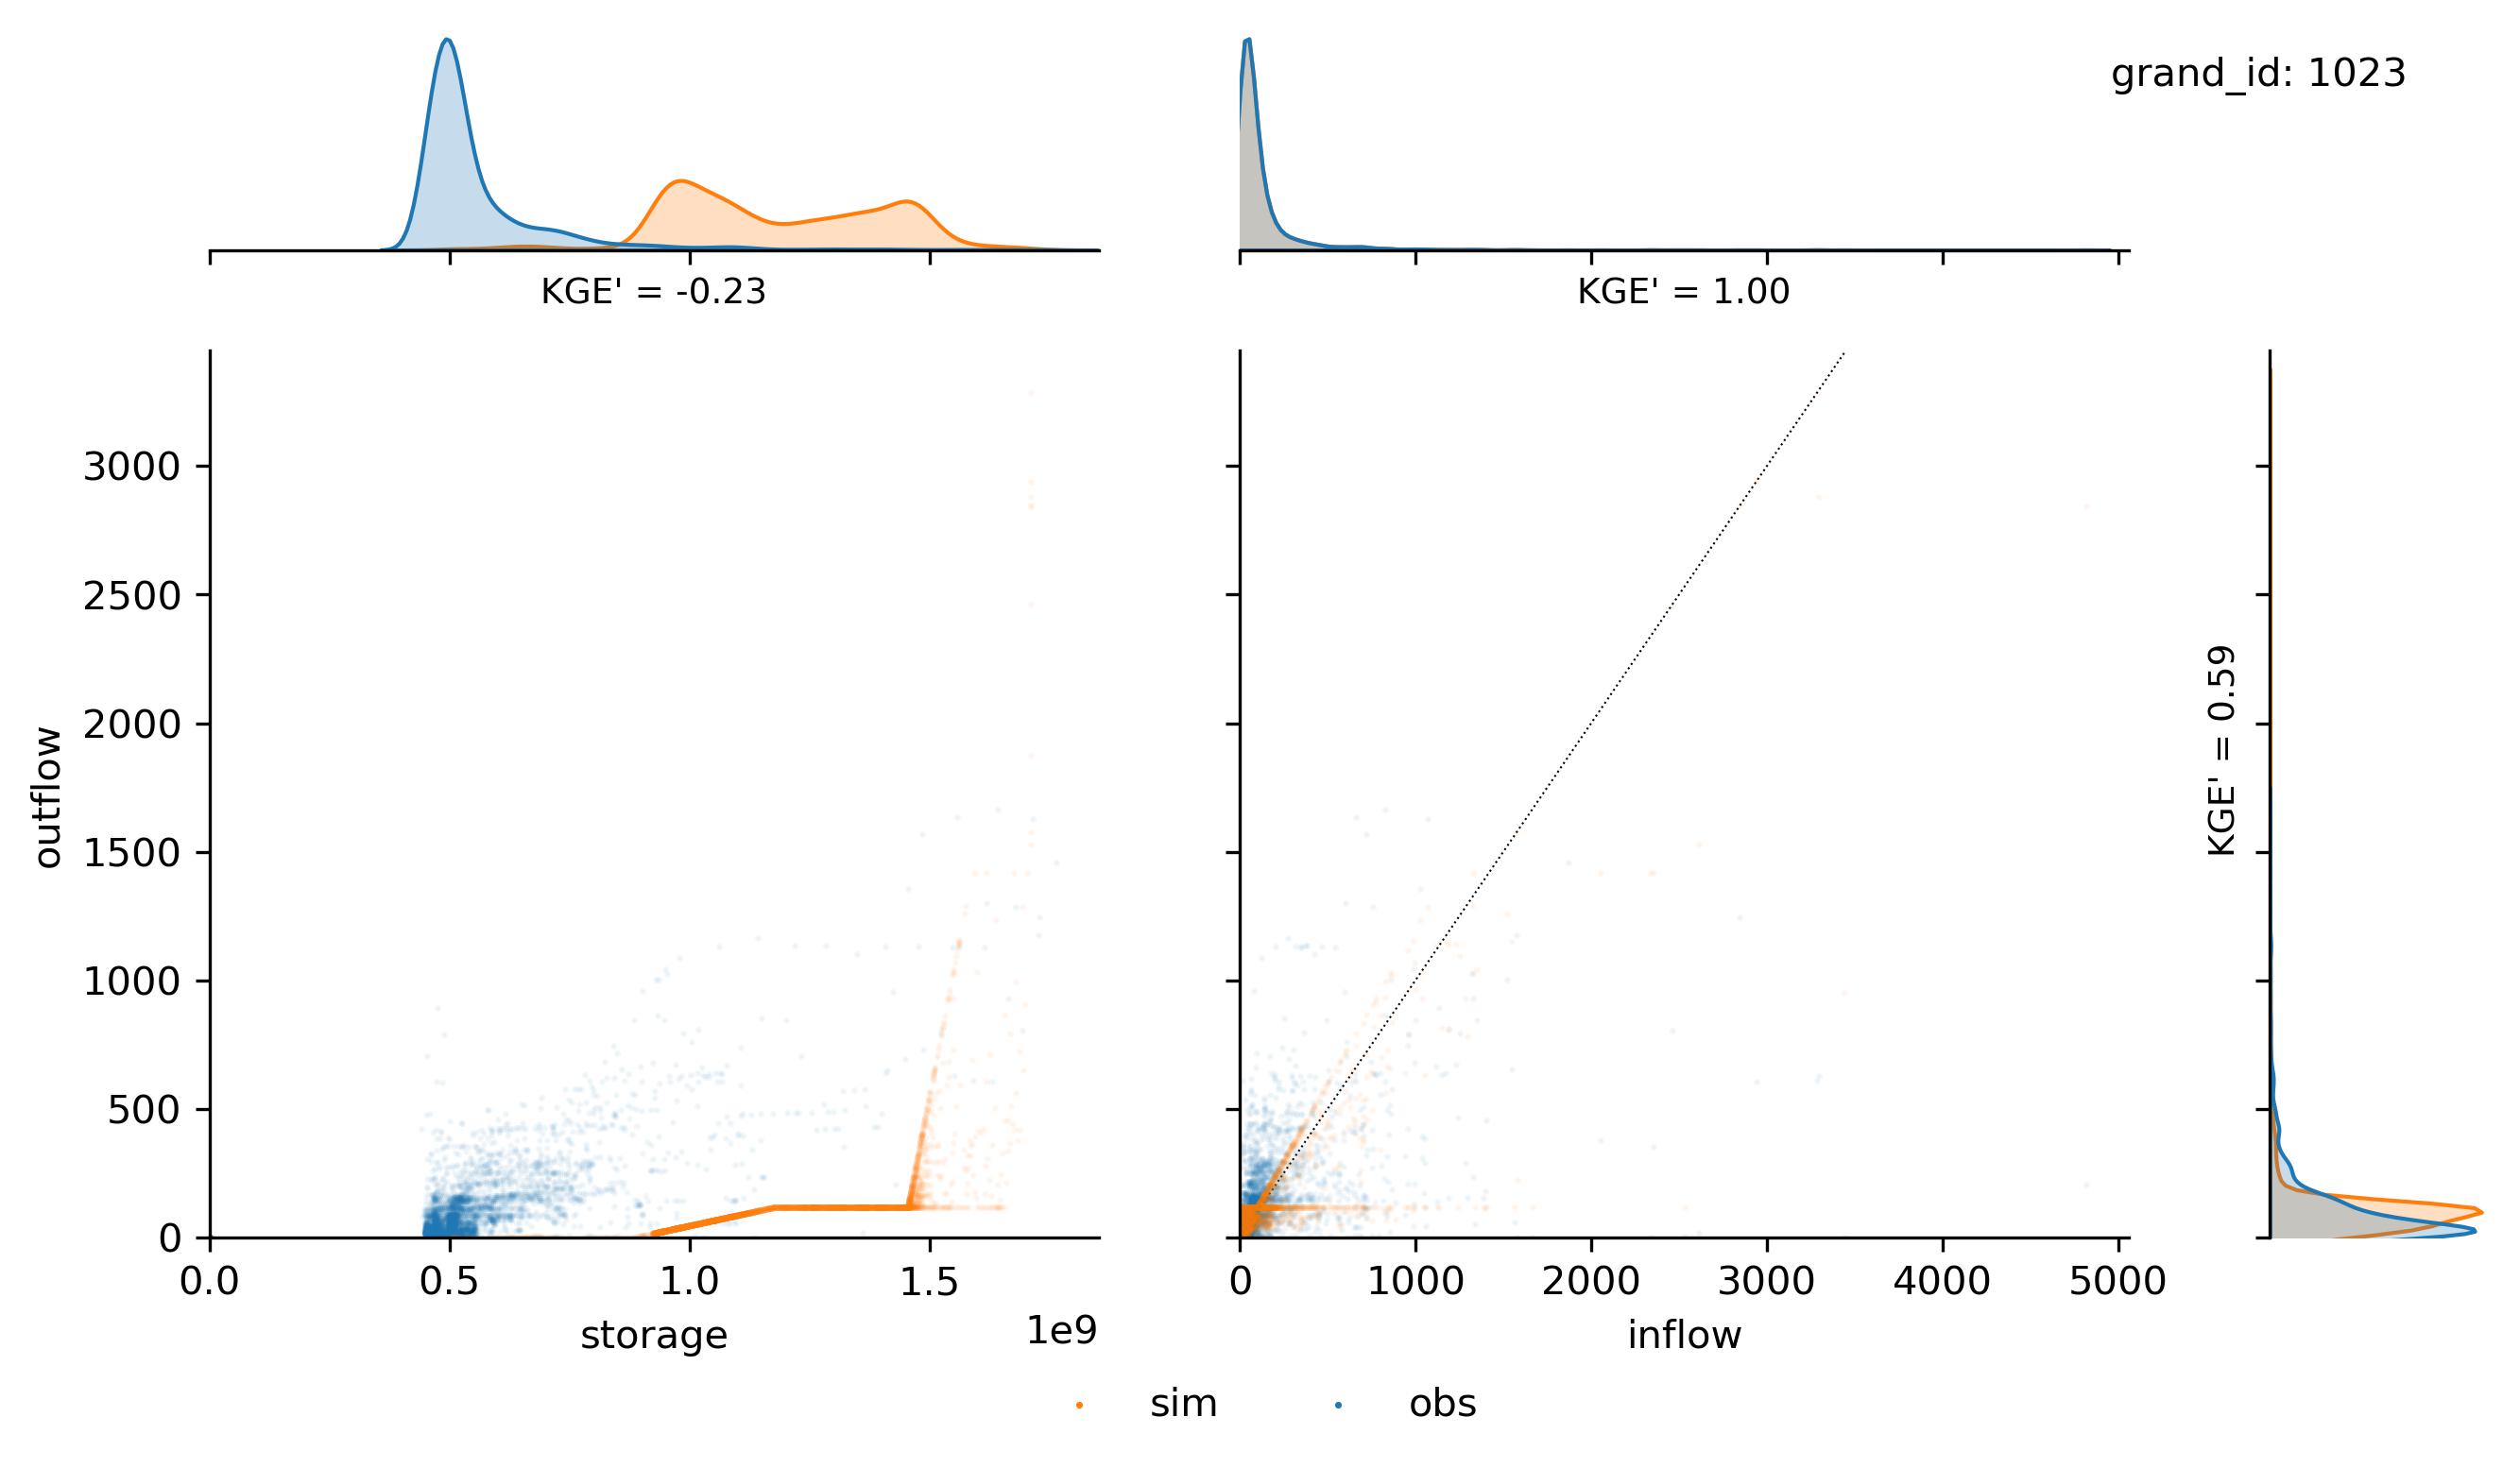 grand_id: 1023
KGE' = -0.23
KGE' = 1.00
3000
2500
2000
1500
1000
500
0
outflow
KGE' = 0.59
0.0 0.5 1.0 1.5
0 1000 2000 3000 4000 5000
storage
1e9
inflow
sim
obs